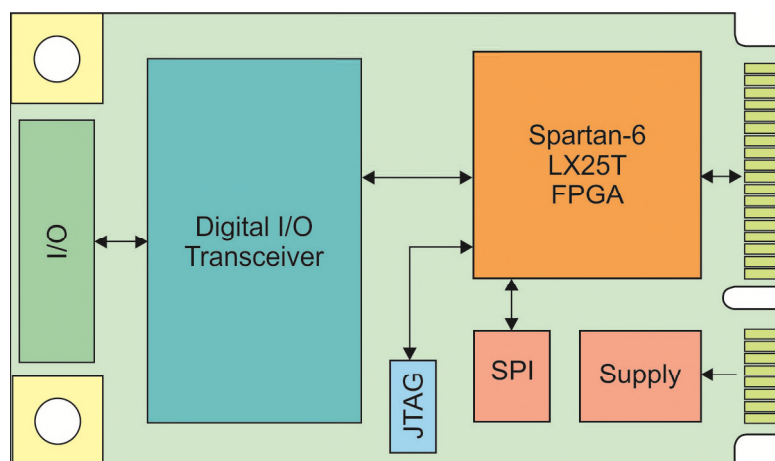 I/O
Digital I/O
Transceiver
Spartan-6
LX25T
FPGA
JTAG
SPI
Supply